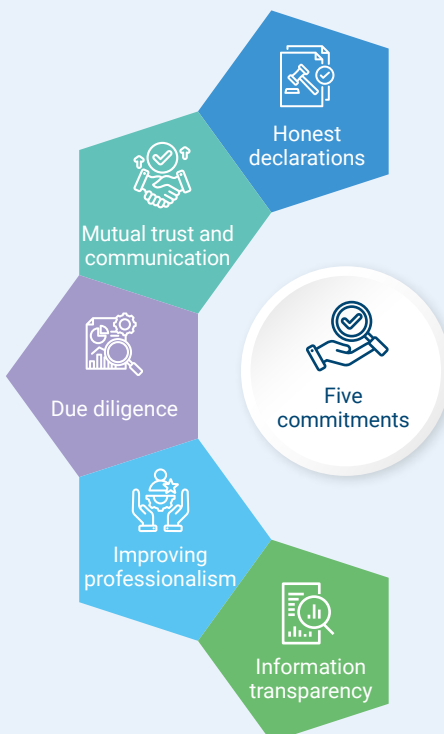 Honest
declarations
Mutual trust and
communication
Due diligence
Five
commitments
Improving
professionalism
Information
transparency